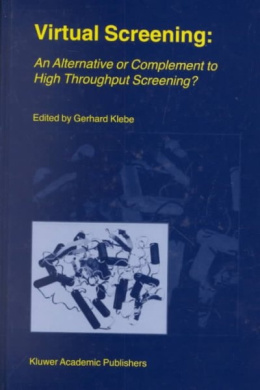 Virtual Screening:
An Alternative or Complement to
High Throughput Screening?
Edited by Gerhard Klebe
Kluwer Academic Publishers